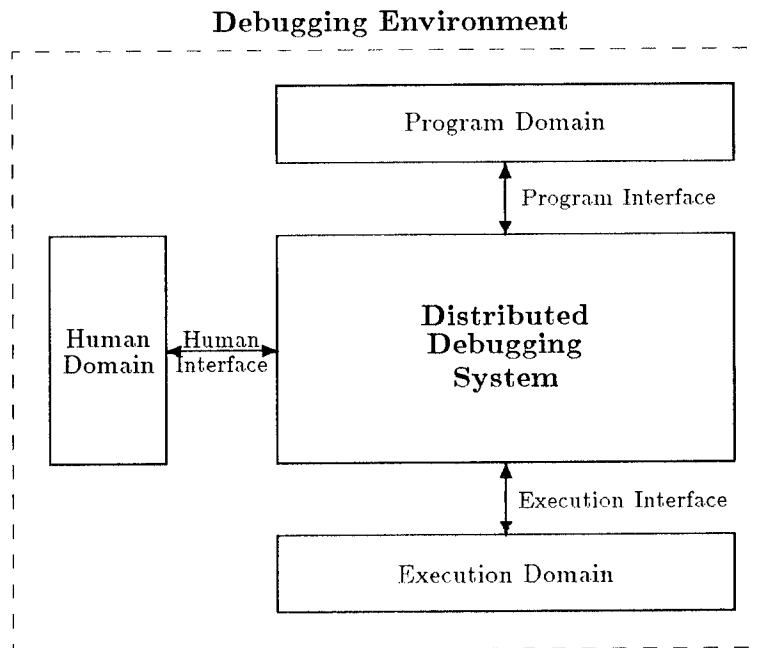 Debugging Environment
Program Domain
Program Interface
Human
Domain
Human
Interface
Distributed
Debugging
System
Execution Interface
Execution Domain